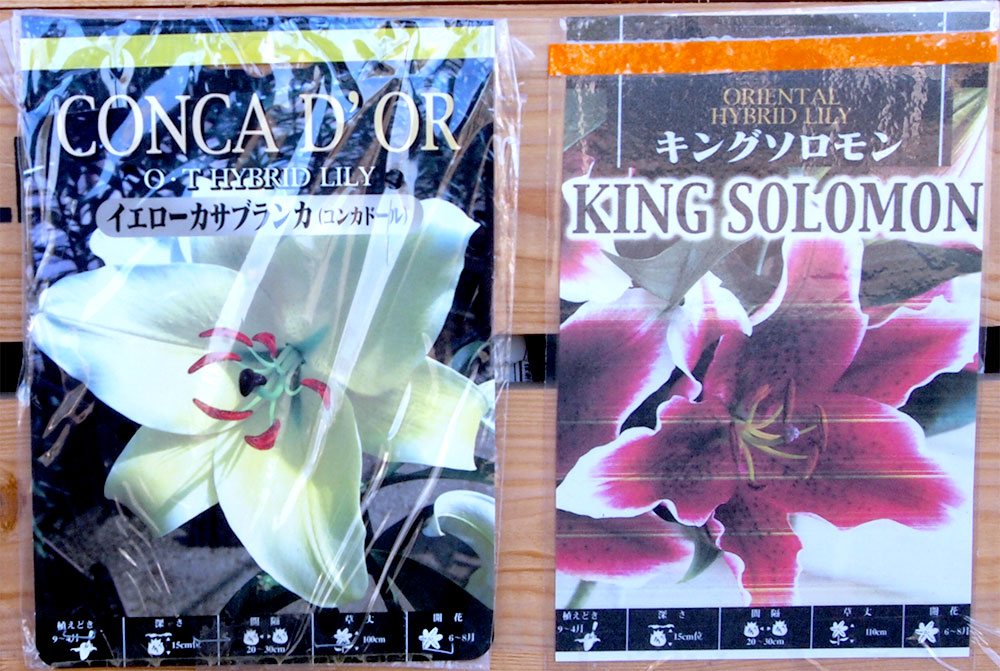 CONCA D'OR
O・T HYBRID LILY
イエローカサブランカ(コンカドール)
植えどき
9~4月
深さ
15cm位
間隔
20~30cm
草丈
100cm
開花
6~8月
ORIENTAL
HYBRID LILY
キングソロモン
KING SOLOMON
植えどき
9~4月
深さ
15cm位
間隔
20~30cm
草丈
110cm
開花
6~8月